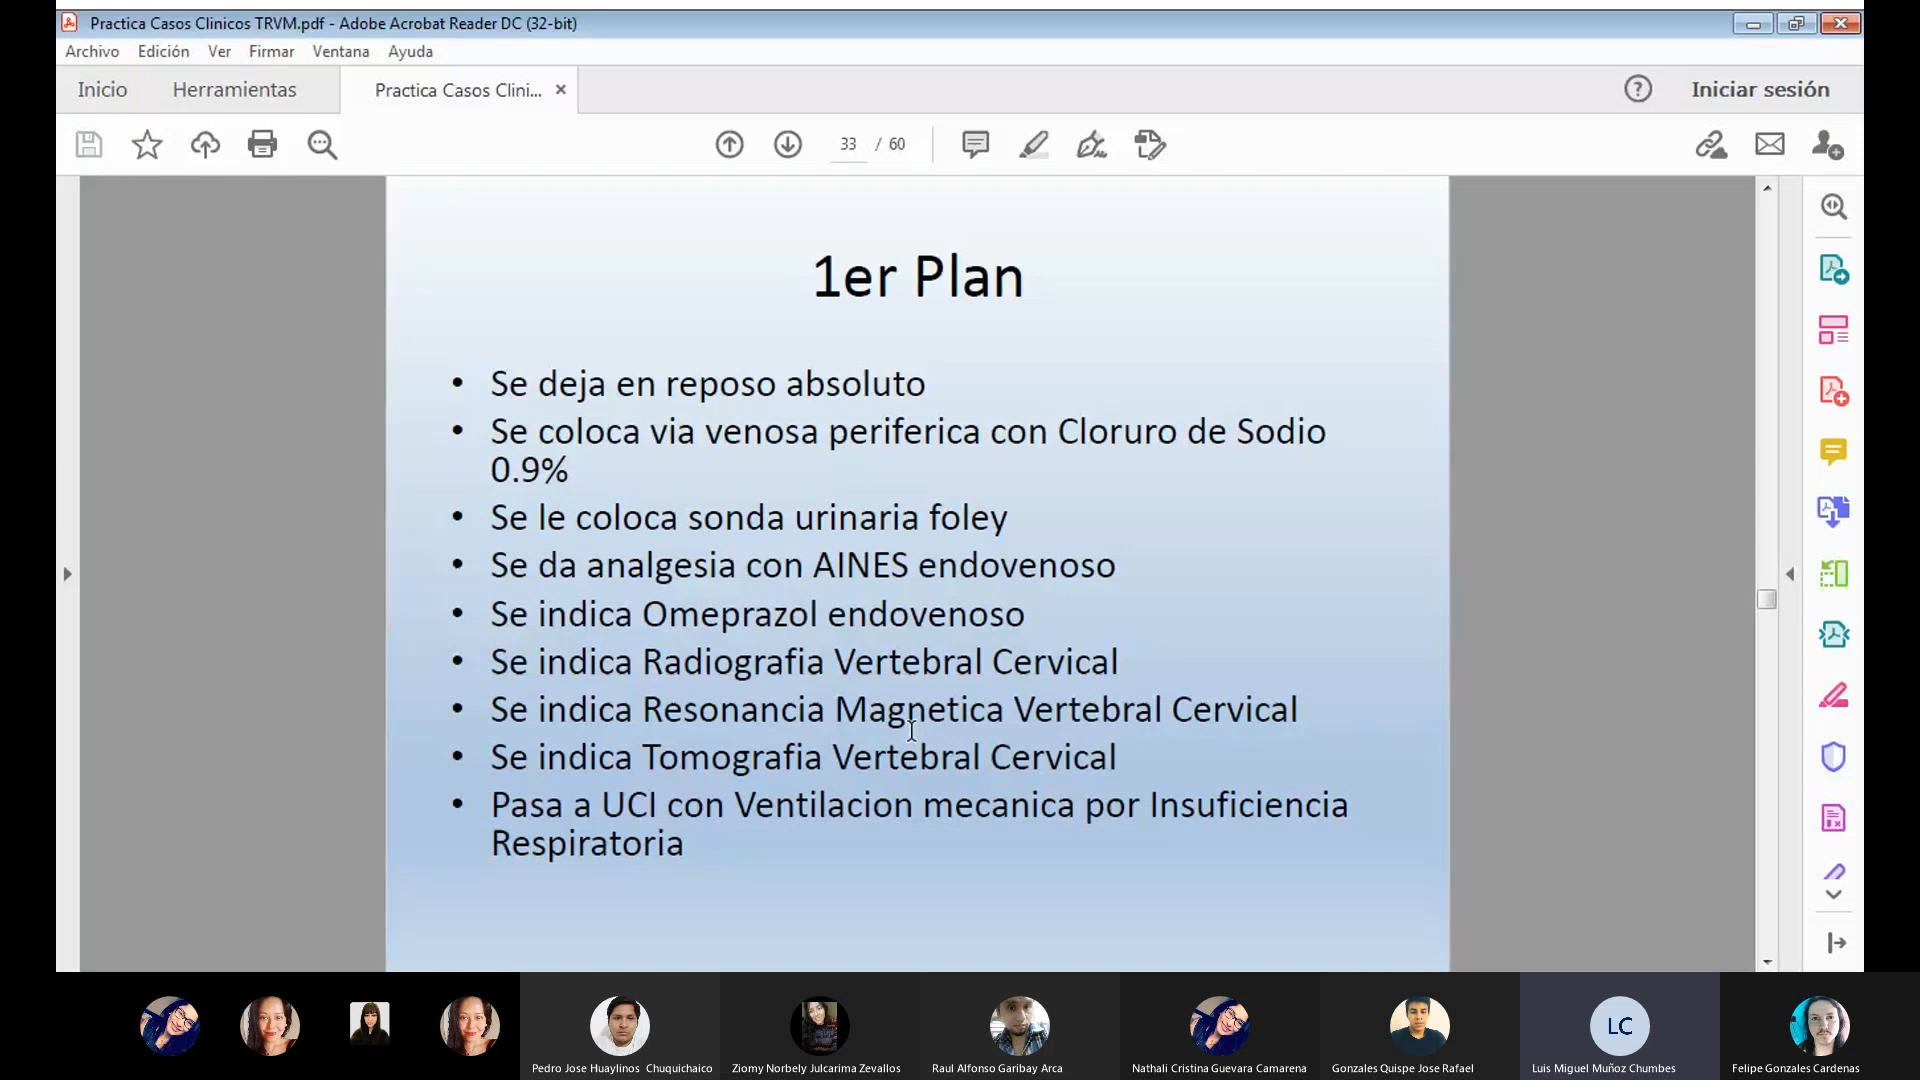 Practica Casos Clinicos TRVM.pdf - Adobe Acrobat Reader DC (32-bit)
Archivo Edición Ver Firmar Ventana Ayuda
Inicio Herramientas Practica Casos Clini... × ? Iniciar sesión
33 / 60
1er Plan
• Se deja en reposo absoluto
• Se coloca via venosa periferica con Cloruro de Sodio
0.9%
• Se le coloca sonda urinaria foley
• Se da analgesia con AINES endovenoso
• Se indica Omeprazol endovenoso
• Se indica Radiografia Vertebral Cervical
• Se indica Resonancia Magnetica Vertebral Cervical
• Se indica Tomografia Vertebral Cervical
• Pasa a UCI con Ventilacion mecanica por Insuficiencia
Respiratoria
LC
Pedro Jose Huaylinos Chuquichaico Ziomy Norbely Julcarima Zevallos Raul Alfonso Garibay Arca Nathali Cristina Guevara Camarena Gonzales Quispe Jose Rafael Luis Miguel Muñoz Chumbes Felipe Gonzales Cardenas